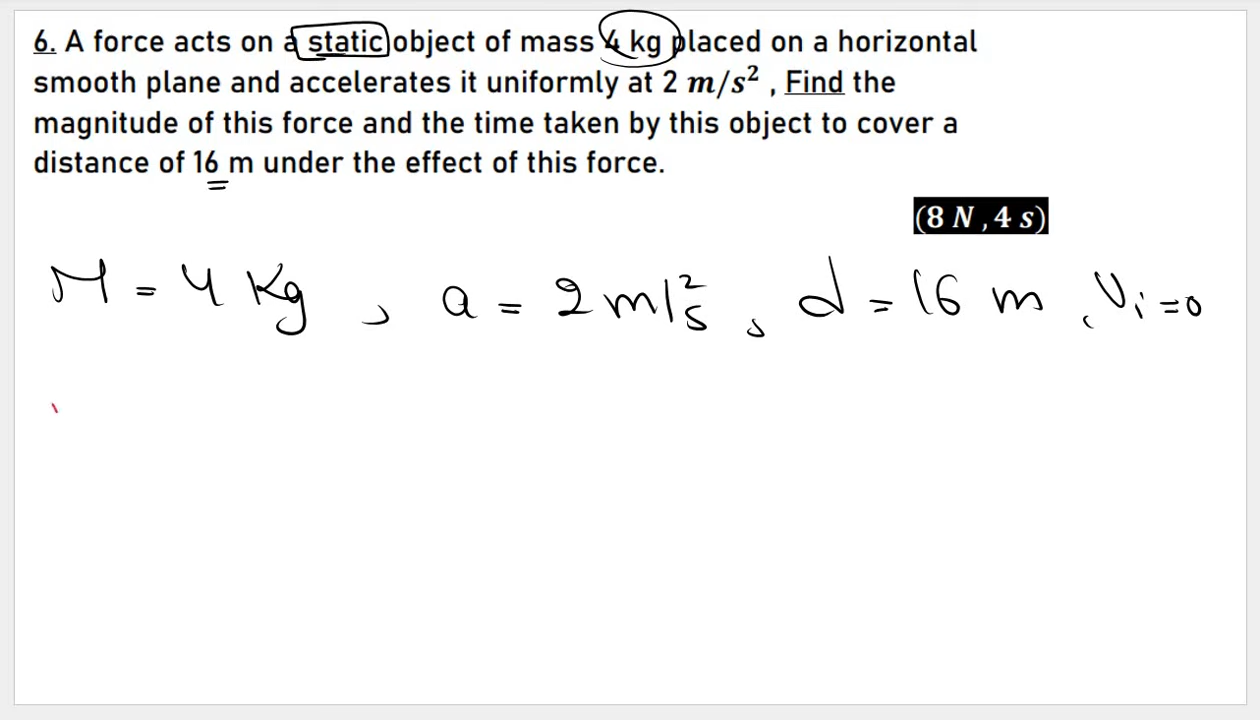 6. A force acts on a static object of mass 4 kg placed on a horizontal
smooth plane and accelerates it uniformly at 2 m/s² , Find the
magnitude of this force and the time taken by this object to cover a
distance of 16 m under the effect of this force.
(8 N ,4 s)
M = 4 Kg , a = 2 m/s² , d = 16 m , Vi = 0